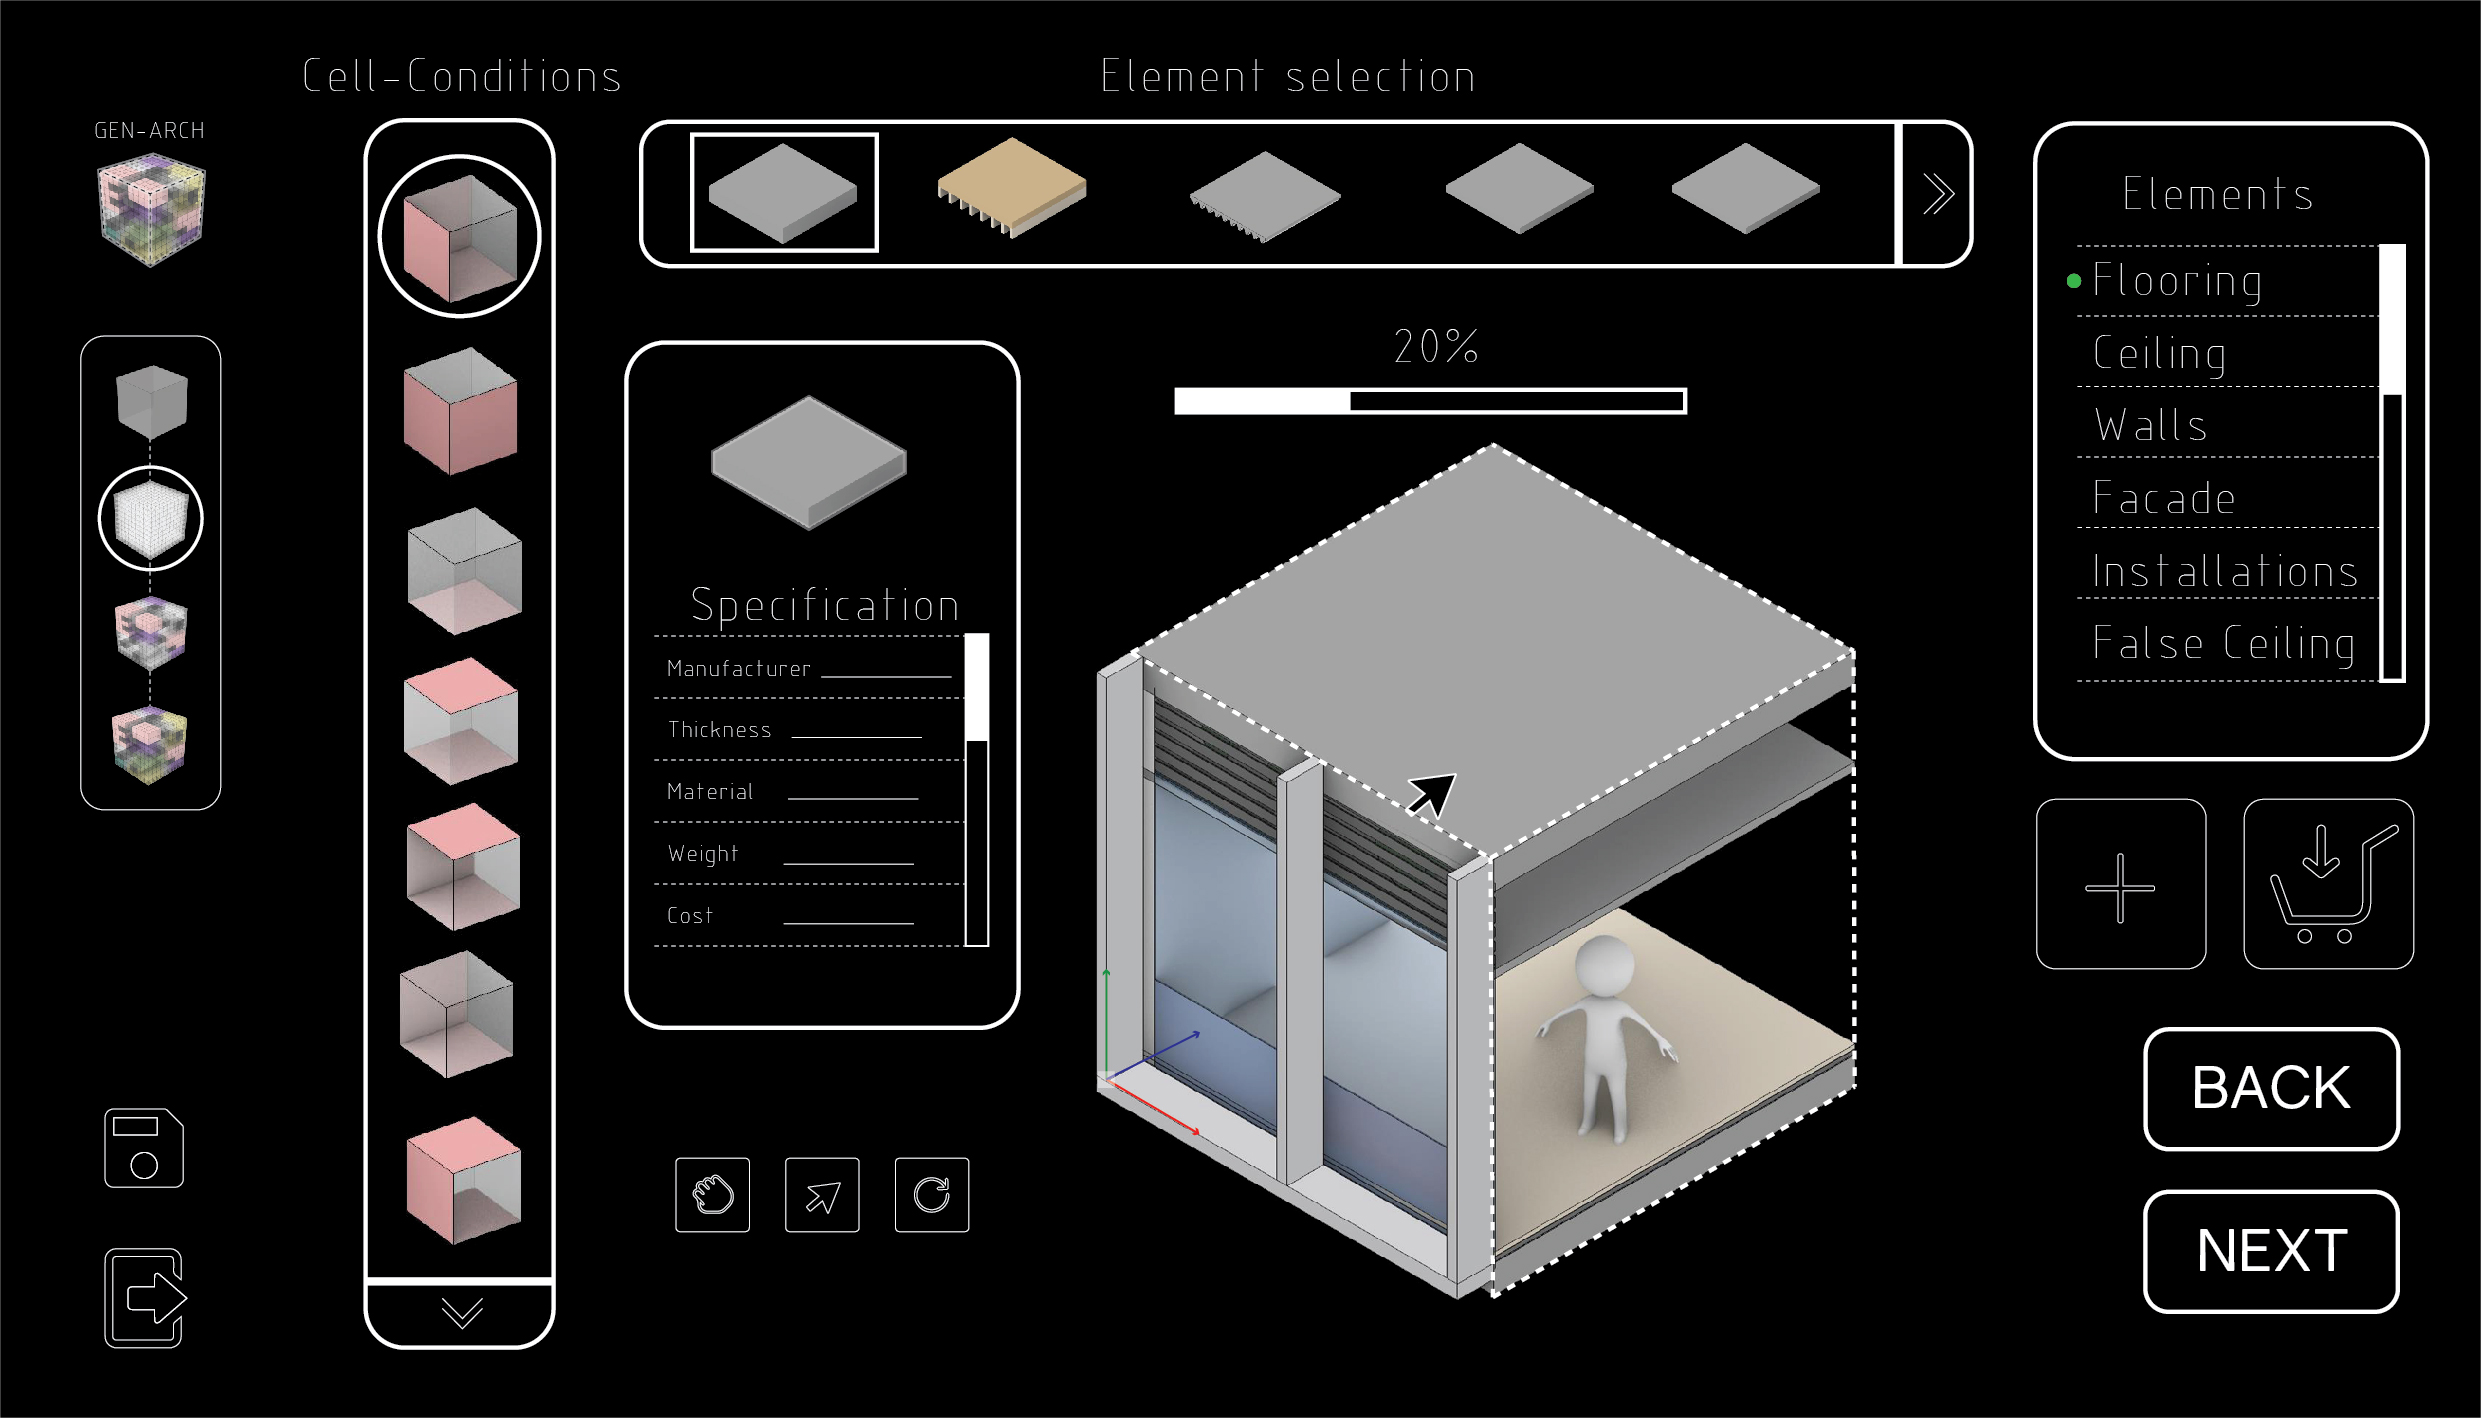 Cell-Conditions
Element selection
GEN-ARCH
Elements
Flooring
Ceiling
Walls
Facade
Installations
False Ceiling
20%
Specification
Manufacturer
Thickness
Material
Weight
Cost
BACK
NEXT